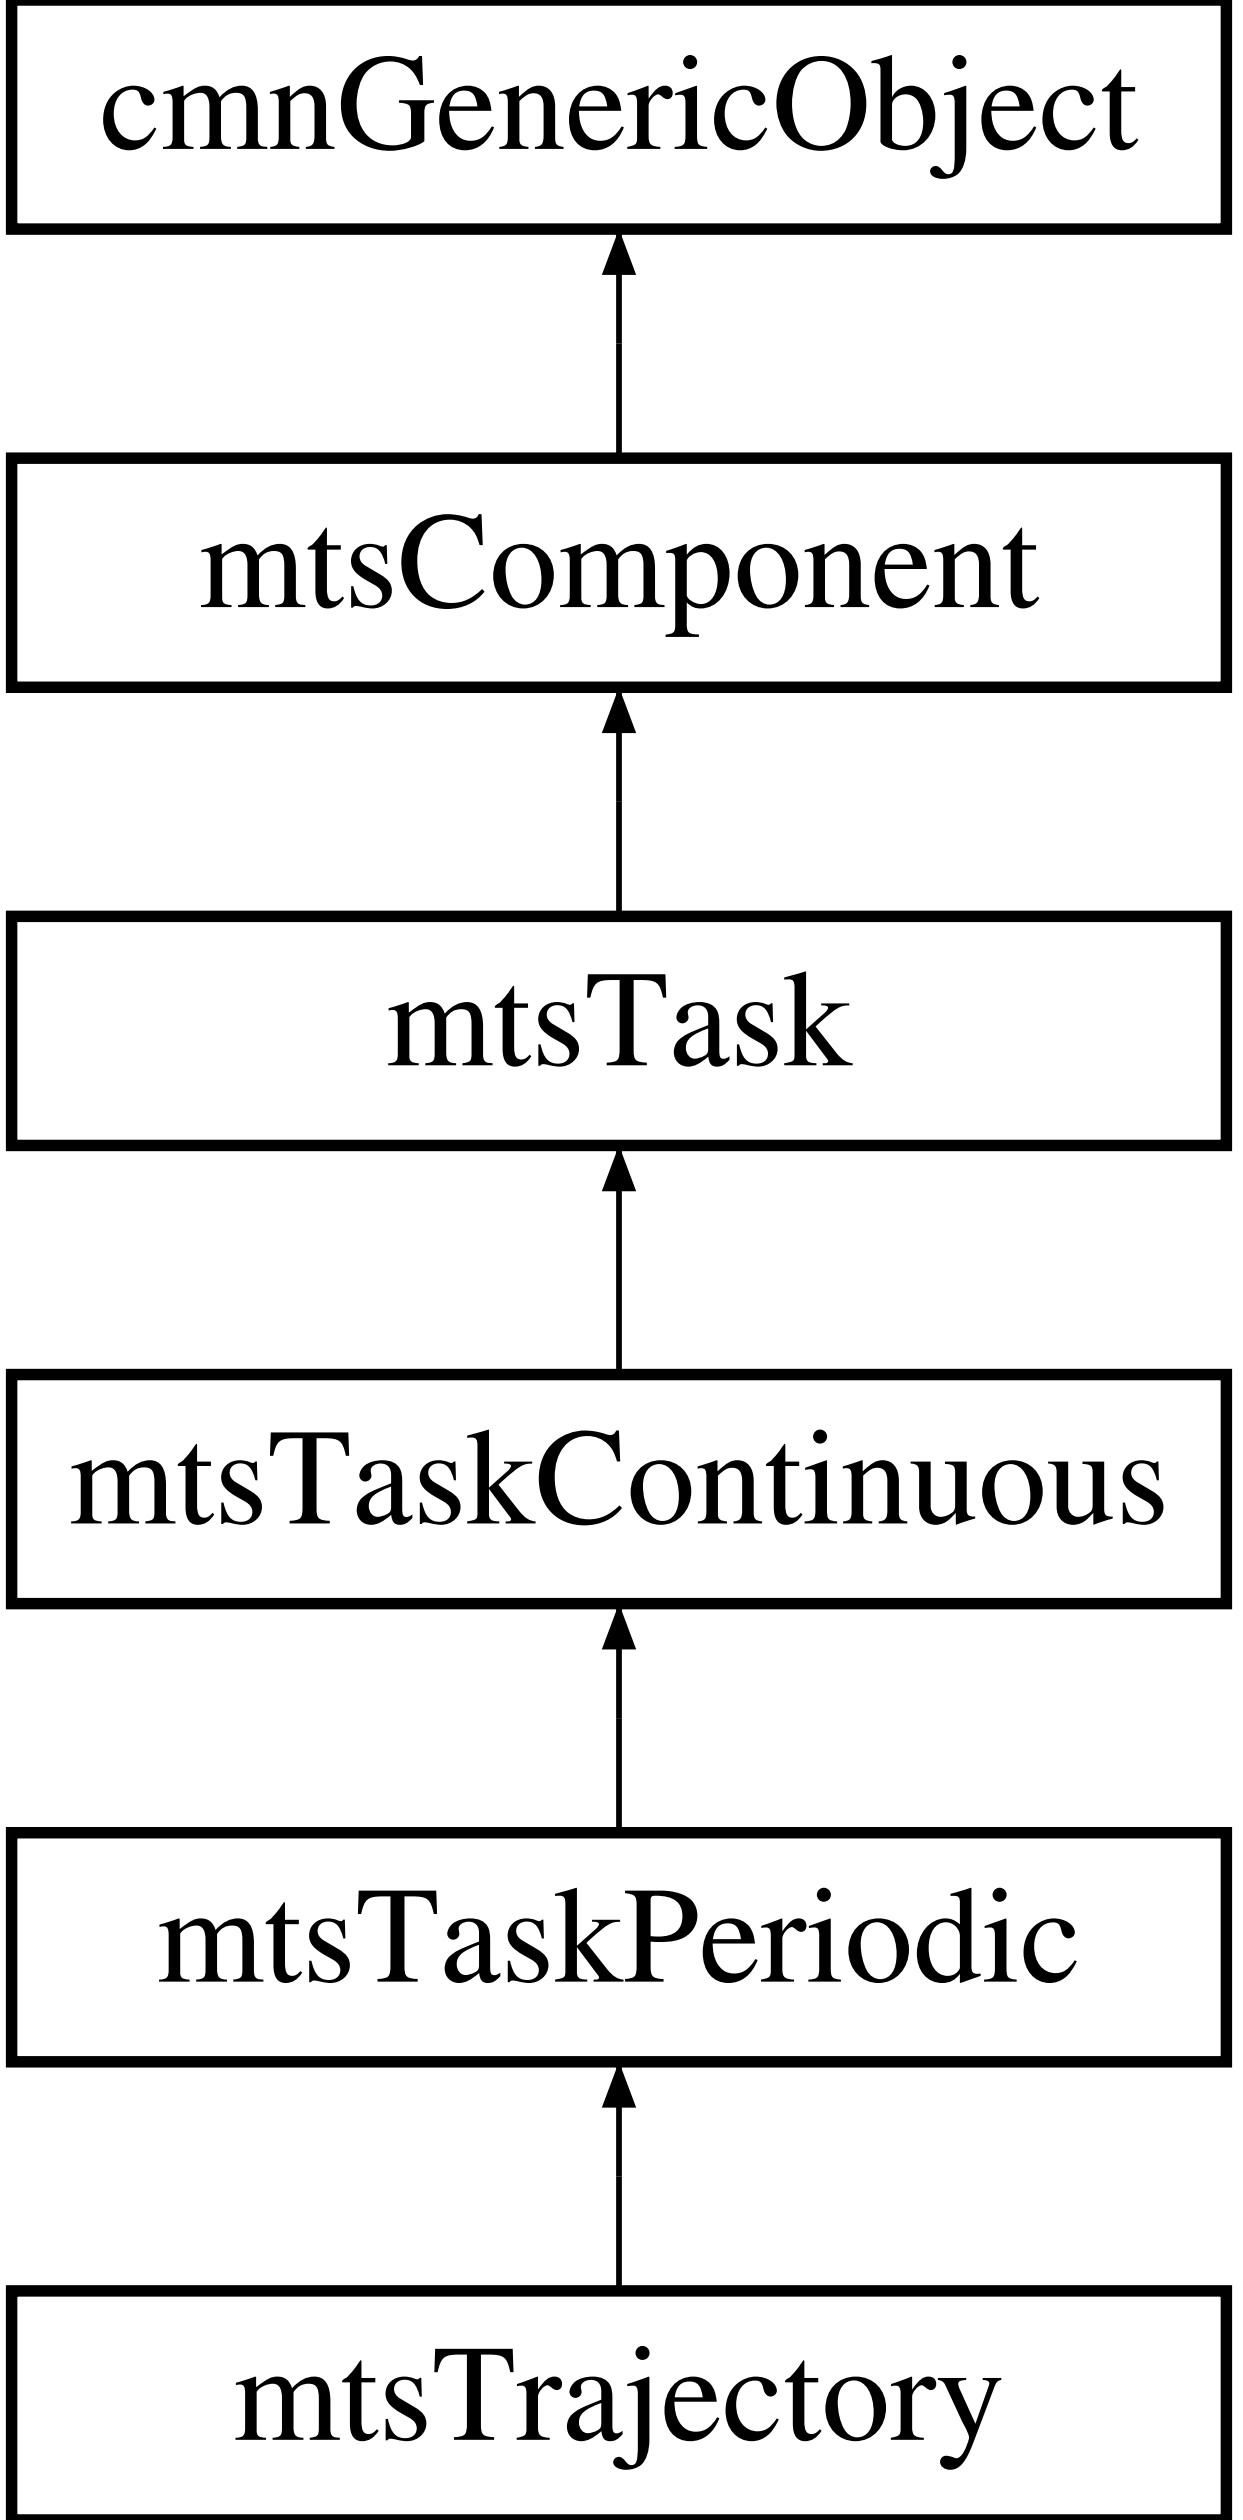 cmnGenericObject
mtsComponent
mtsTask
mtsTaskContinuous
mtsTaskPeriodic
mtsTrajectory